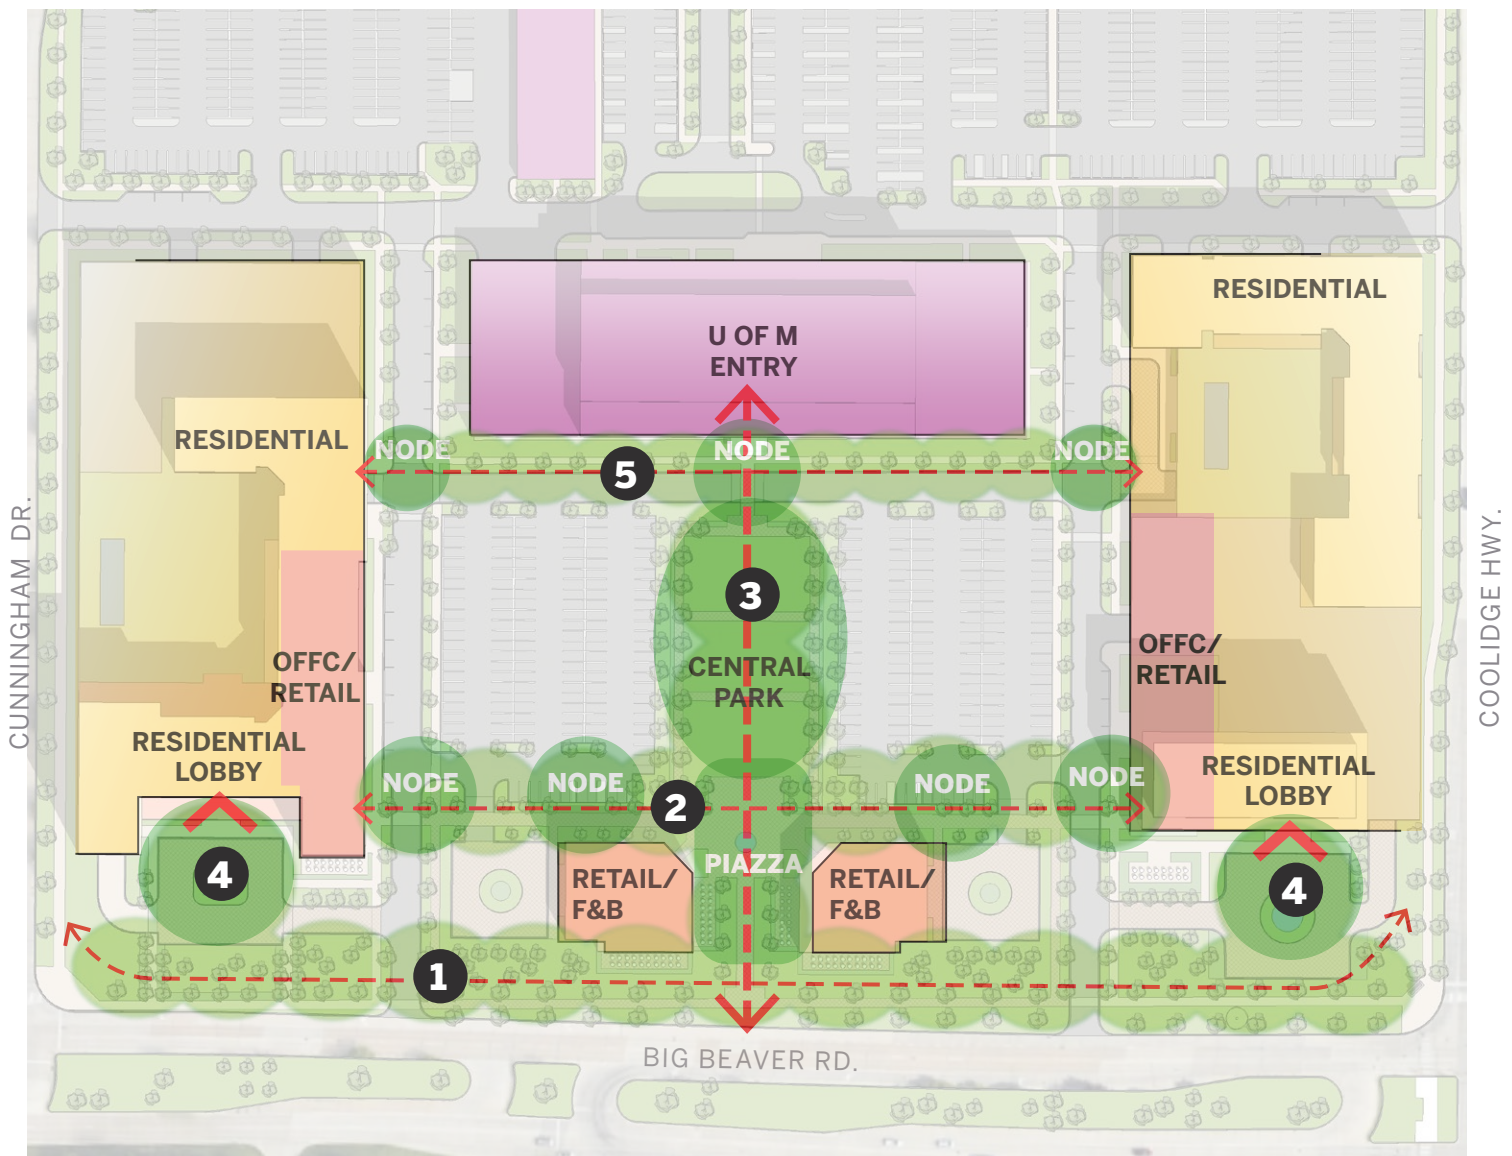 RESIDENTIAL
U OF M
ENTRY
RESIDENTIAL
NODE
NODE
NODE
5
CUNNINGHAM DR.
COOLIDGE HWY.
3
OFFC/
RETAIL
CENTRAL
PARK
OFFC/
RETAIL
RESIDENTIAL
LOBBY
NODE
NODE
2
NODE
NODE
RESIDENTIAL
LOBBY
4
RETAIL/
F&B
PIAZZA
RETAIL/
F&B
4
1
BIG BEAVER RD.